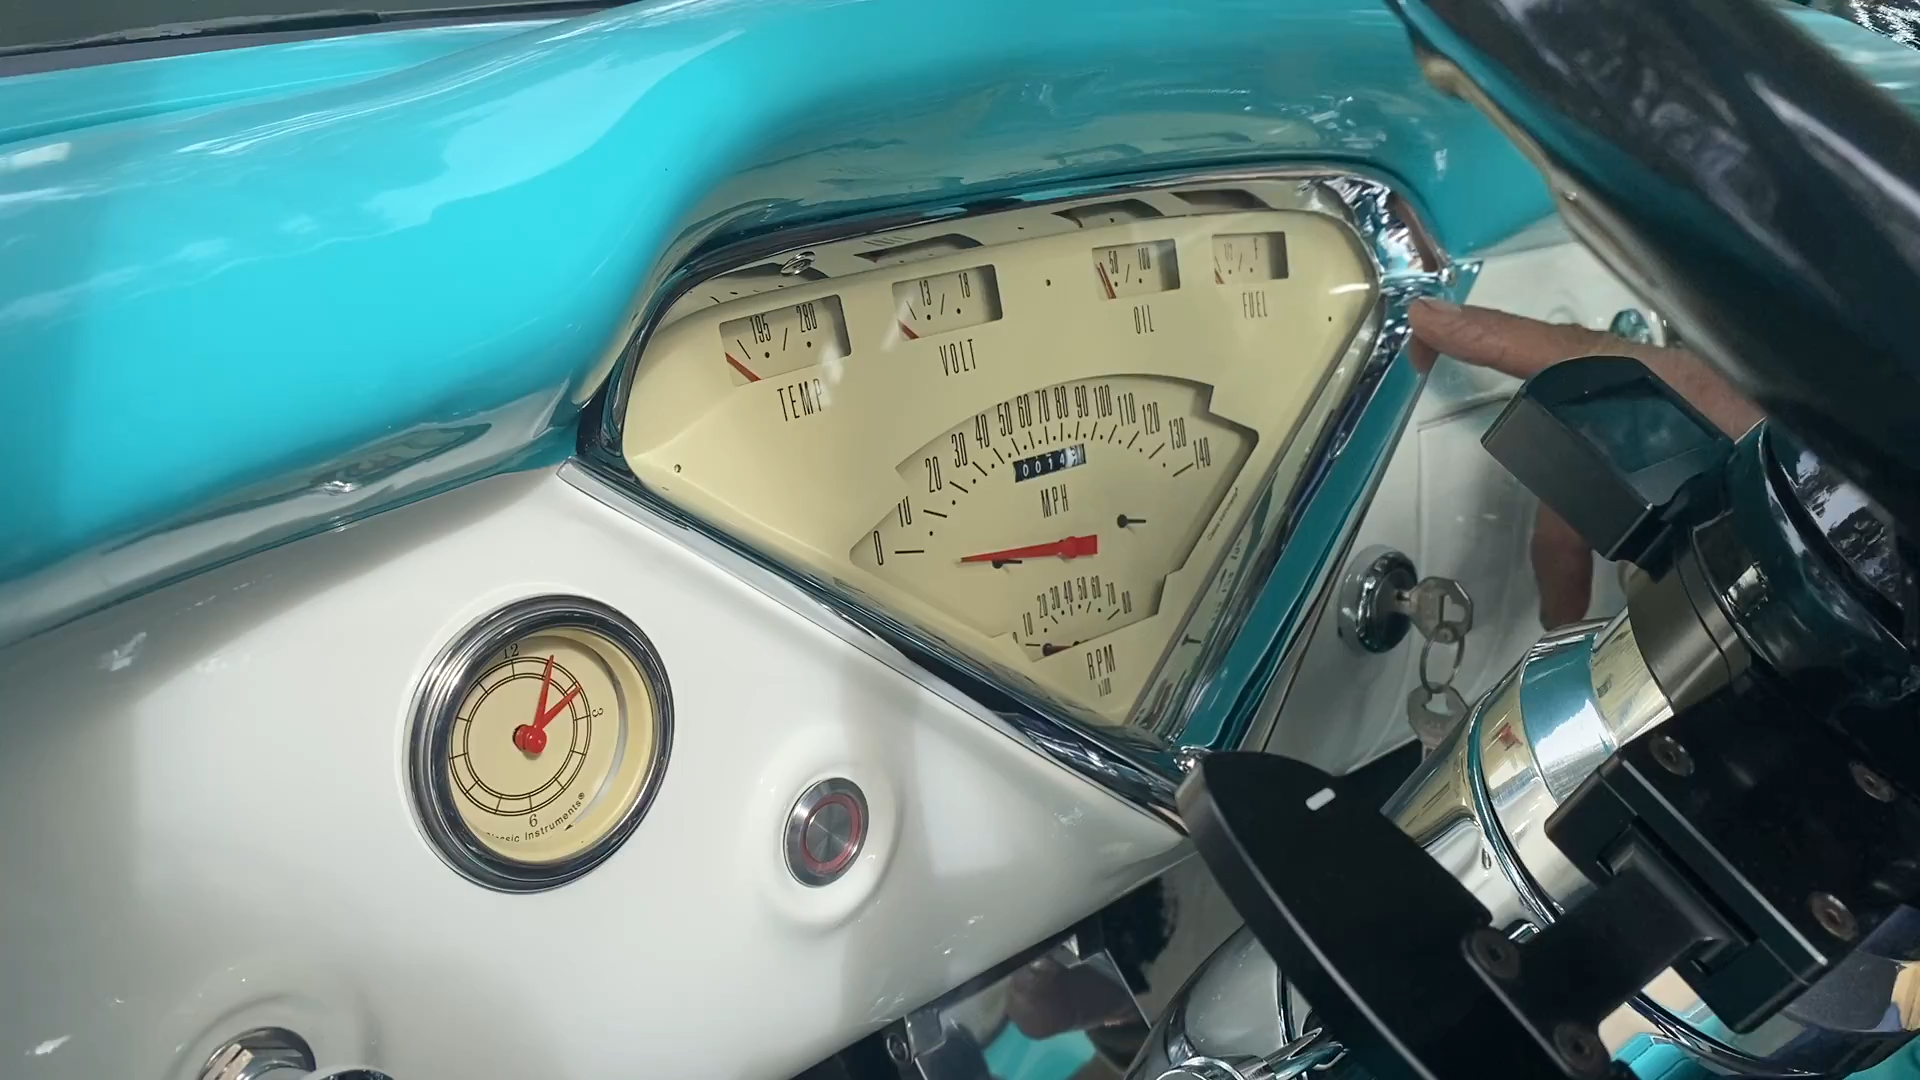 195 280
TEMP
13 18
VOLT
50 100
OIL
F
FUEL
0 10 20 30 40 50 60 70 80 90 100 110 120 130 140
0014
MPH
10 20 30 40 50 60 70 80
RPM
12
3
6
Instruments®